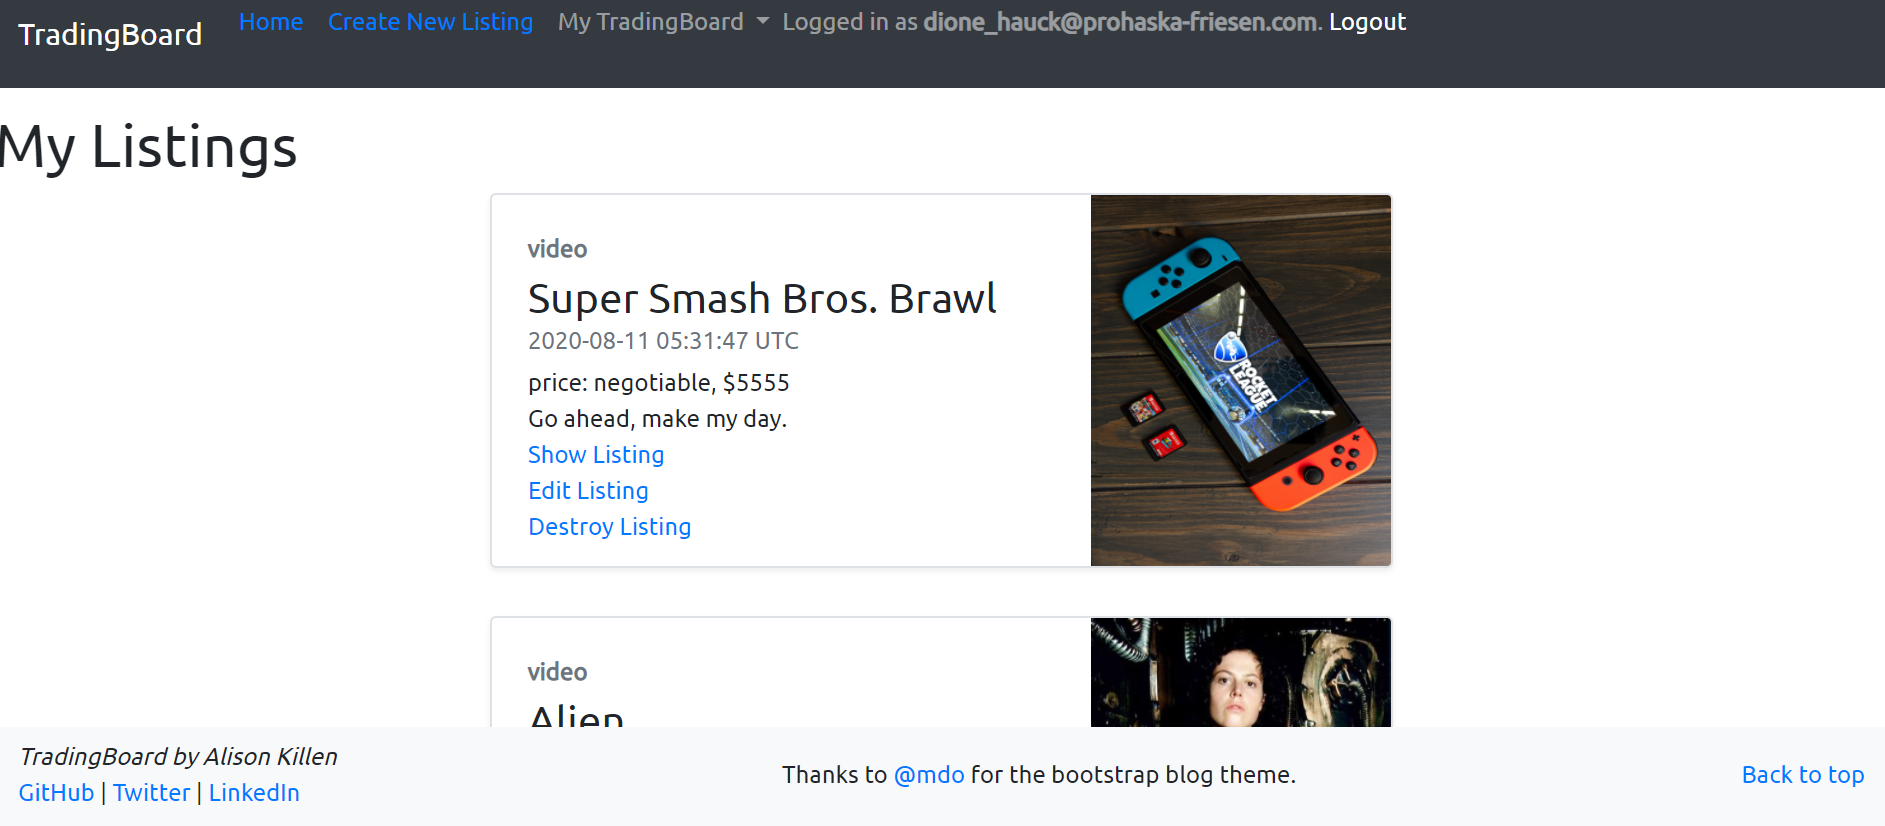 TradingBoard Home Create New Listing My TradingBoard Logged in as dione_hauck@prohaska-friesen.com. Logout
My Listings
video
Super Smash Bros. Brawl
2020-08-11 05:31:47 UTC
price: negotiable, $5555
Go ahead, make my day.
Show Listing
Edit Listing
Destroy Listing
ROCKET
LEAGUE
video
Alien
TradingBoard by Alison Killen
GitHub | Twitter | LinkedIn
Thanks to @mdo for the bootstrap blog theme.
Back to top